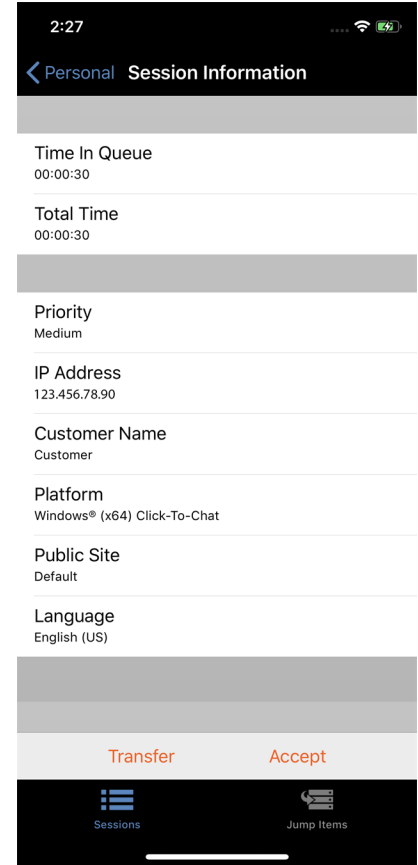 2:27
Personal Session Information
Time In Queue
00:00:30
Total Time
00:00:30
Priority
Medium
IP Address
123.456.78.90
Customer Name
Customer
Platform
Windows® (x64) Click-To-Chat
Public Site
Default
Language
English (US)
Transfer Accept
Sessions Jump Items